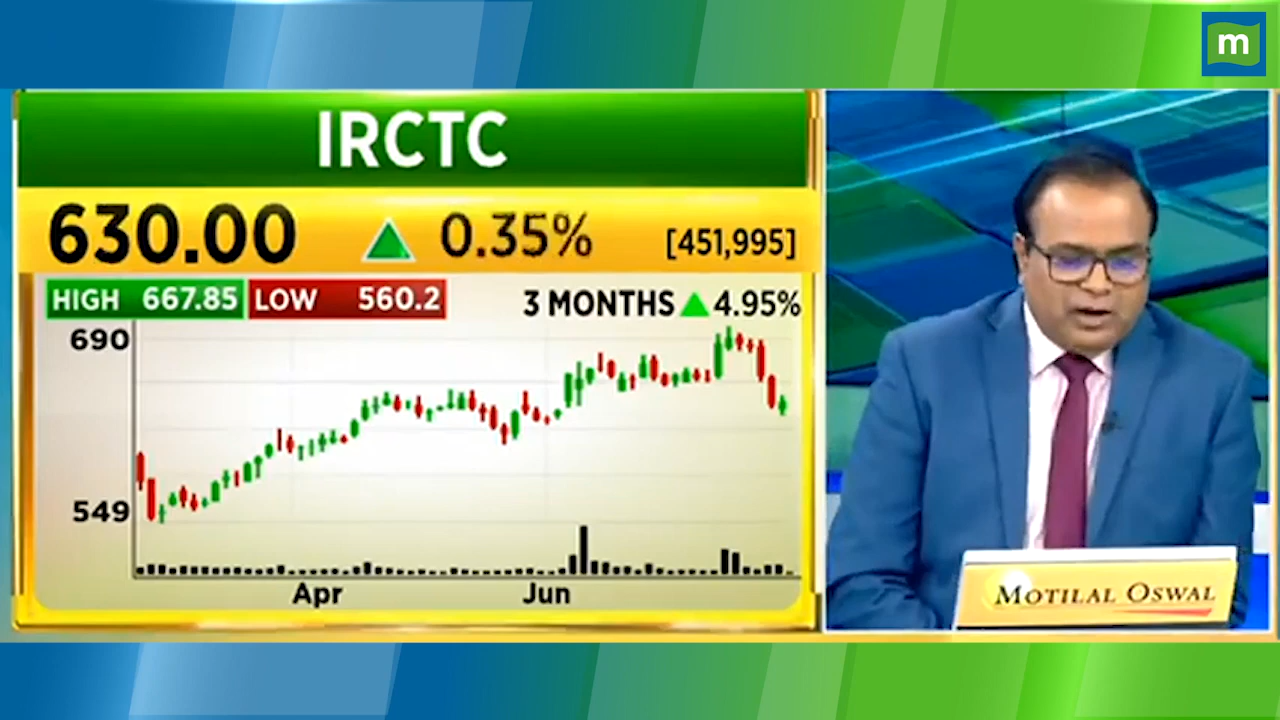 m
IRCTC
630.00 ▲ 0.35% [451,995]
HIGH 667.85 LOW 560.2 3 MONTHS ▲ 4.95%
690
549
Apr Jun
MOTILAL OSWAL